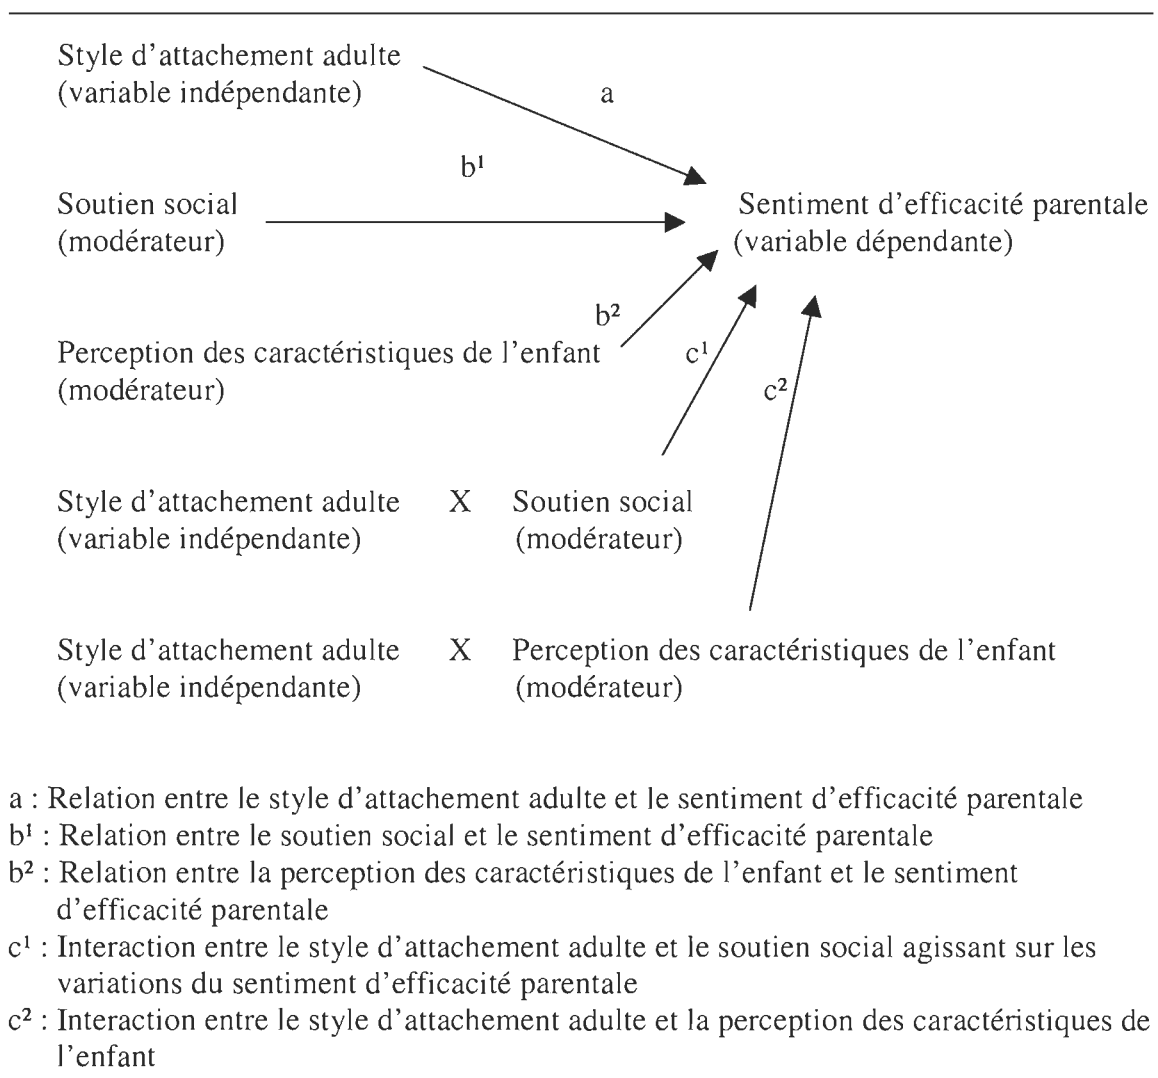 Style d'attachement adulte
(variable indépendante)
a
b¹
Soutien social
(modérateur)
Sentiment d'efficacité parentale
(variable dépendante)
b²
Perception des caractéristiques de l'enfant
(modérateur)
c¹
c²
Style d'attachement adulte X Soutien social
(variable indépendante) (modérateur)
Style d'attachement adulte X Perception des caractéristiques de l'enfant
(variable indépendante) (modérateur)
a : Relation entre le style d'attachement adulte et le sentiment d'efficacité parentale
b¹ : Relation entre le soutien social et le sentiment d'efficacité parentale
b² : Relation entre la perception des caractéristiques de l'enfant et le sentiment
d'efficacité parentale
c¹ : Interaction entre le style d'attachement adulte et le soutien social agissant sur les
variations du sentiment d'efficacité parentale
c² : Interaction entre le style d'attachement adulte et la perception des caractéristiques de
l'enfant